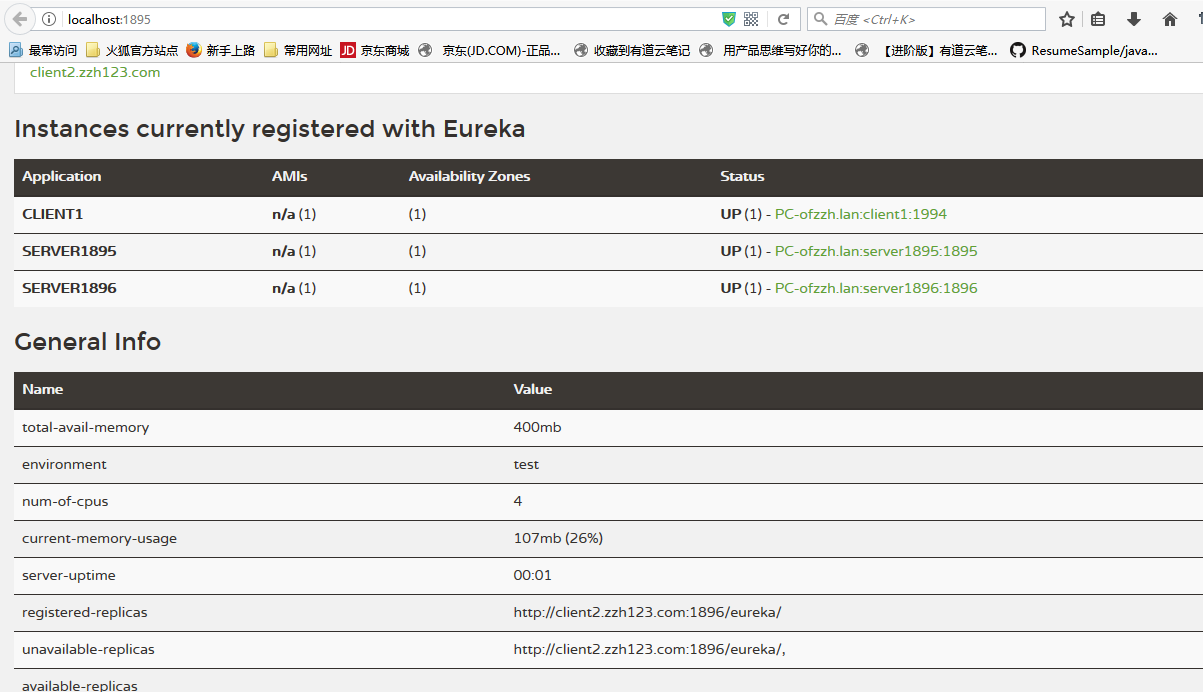 localhost:1895
百度 <Ctrl+K>
最常访问 火狐官方站点 新手上路 常用网址 JD 京东商城 京东(JD.COM)-正品... 收藏到有道云笔记 用产品思维写好你的... 【进阶版】有道云笔... ResumeSample/java...
client2.zzh123.com
Instances currently registered with Eureka
Application AMIs Availability Zones Status
CLIENT1 n/a (1) (1) UP (1) - PC-ofzzh.lan:client1:1994
SERVER1895 n/a (1) (1) UP (1) - PC-ofzzh.lan:server1895:1895
SERVER1896 n/a (1) (1) UP (1) - PC-ofzzh.lan:server1896:1896
General Info
Name Value
total-avail-memory 400mb
environment test
num-of-cpus 4
current-memory-usage 107mb (26%)
server-uptime 00:01
registered-replicas http://client2.zzh123.com:1896/eureka/
unavailable-replicas http://client2.zzh123.com:1896/eureka/,
available-replicas